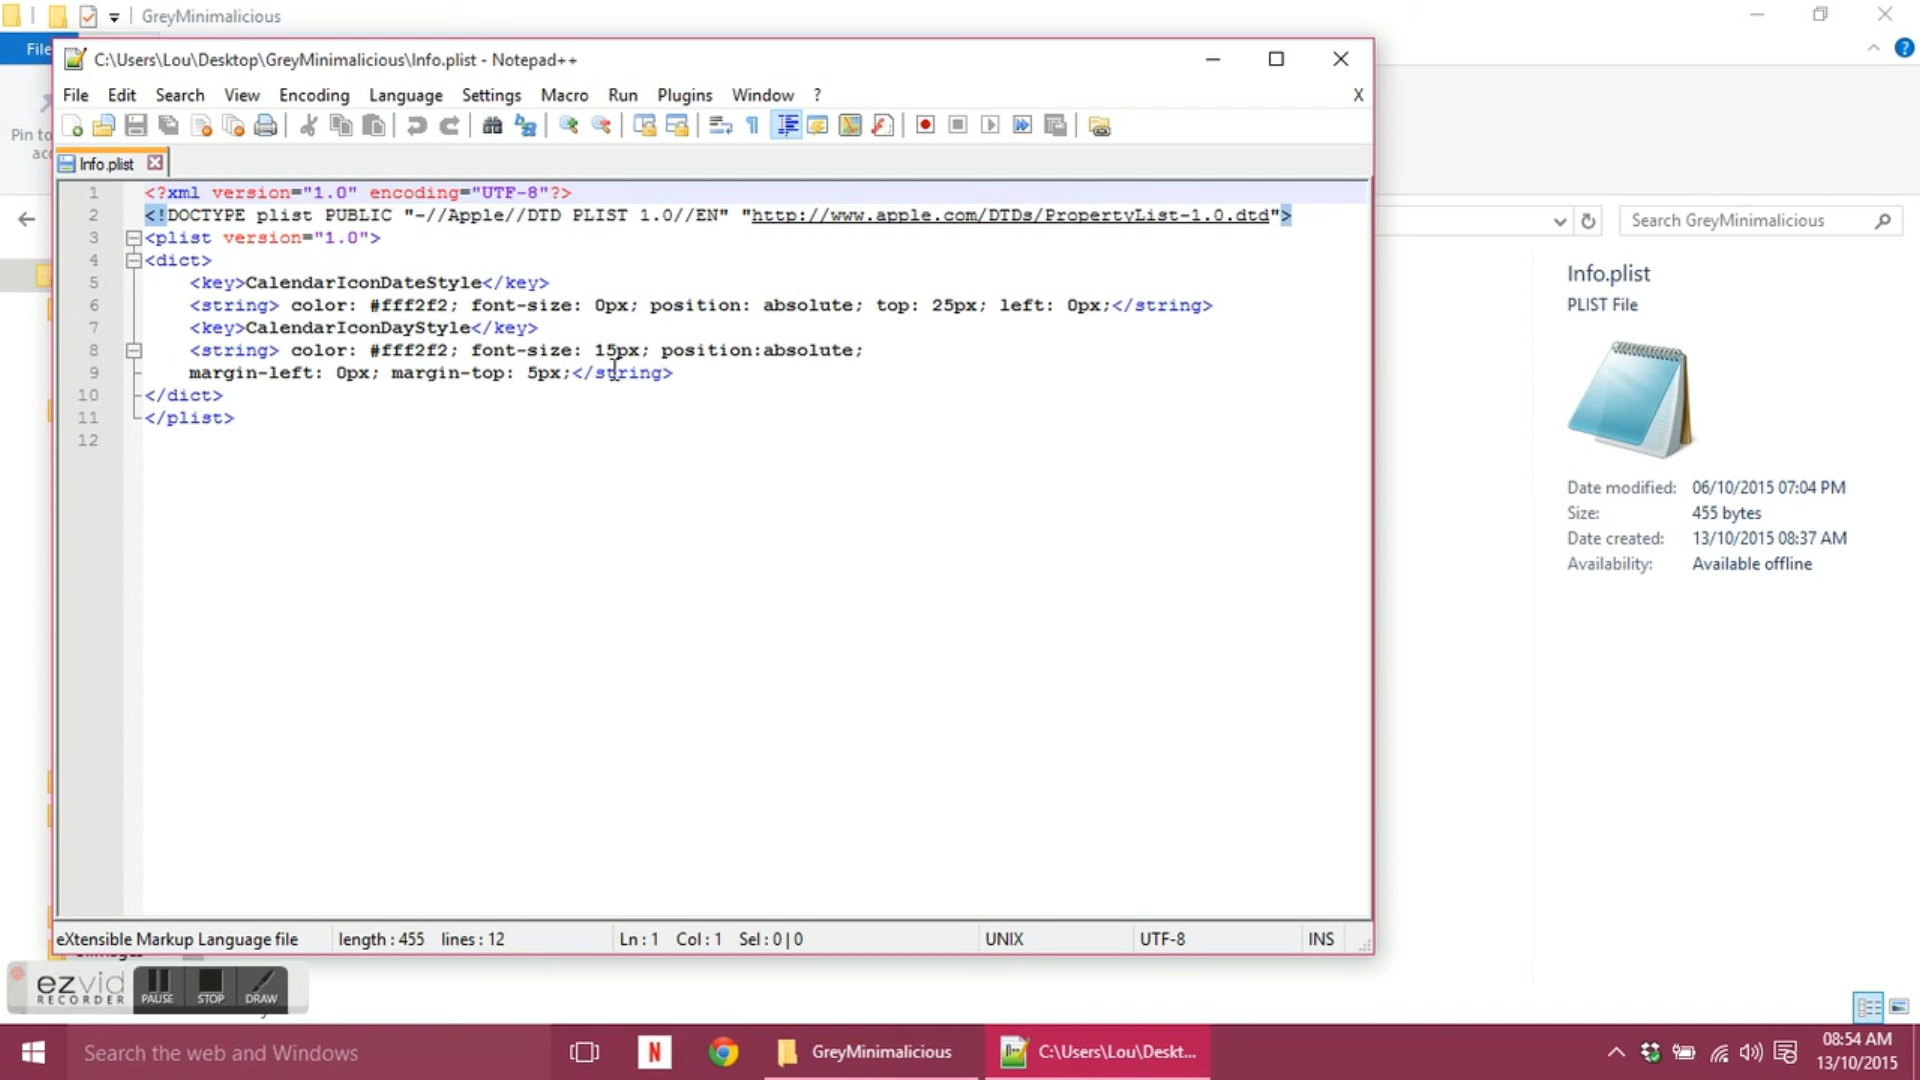 GreyMinimalicious
File
C:\Users\Lou\Desktop\GreyMinimalicious\Info.plist - Notepad++
File Edit Search View Encoding Language Settings Macro Run Plugins Window ? X
Pin to
Info.plist
1 <?xml version="1.0" encoding="UTF-8"?>
2 <!DOCTYPE plist PUBLIC "-//Apple//DTD PLIST 1.0//EN" "http://www.apple.com/DTDs/PropertyList-1.0.dtd">
3 <plist version="1.0">
4 <dict>
5 <key>CalendarIconDateStyle</key>
6 <string> color: #fff2f2; font-size: 0px; position: absolute; top: 25px; left: 0px;</string>
7 <key>CalendarIconDayStyle</key>
8 <string> color: #fff2f2; font-size: 15px; position:absolute;
9 margin-left: 0px; margin-top: 5px;</string>
10 </dict>
11 </plist>
12
Search GreyMinimalicious
Info.plist
PLIST File
Date modified: 06/10/2015 07:04 PM
Size: 455 bytes
Date created: 13/10/2015 08:37 AM
Availability: Available offline
eXtensible Markup Language file length : 455 lines : 12 Ln : 1 Col : 1 Sel : 0 | 0 UNIX UTF-8 INS
ezvid
RECORDER
PAUSE STOP DRAW
Search the web and Windows
N
GreyMinimalicious
C:\Users\Lou\Deskt...
08:54 AM
13/10/2015